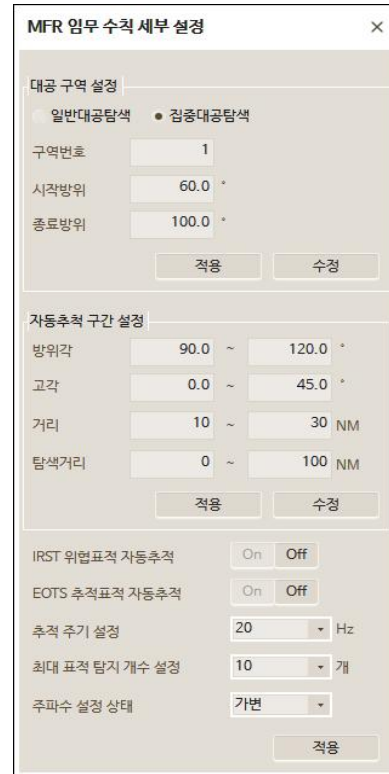 MFR 임무 수칙 세부 설정 ×
대공 구역 설정
일반대공탐색 집중대공탐색
구역번호 1
시작방위 60.0 °
종료방위 100.0 °
적용 수정
자동추척 구간 설정
방위각 90.0 ~ 120.0 °
고각 0.0 ~ 45.0 °
거리 10 ~ 30 NM
탐색거리 0 ~ 100 NM
적용 수정
IRST 위협표적 자동추적 On Off
EOTS 추적표적 자동추적 On Off
추적 주기 설정 20 Hz
최대 표적 탐지 개수 설정 10 개
주파수 설정 상태 가변
적용